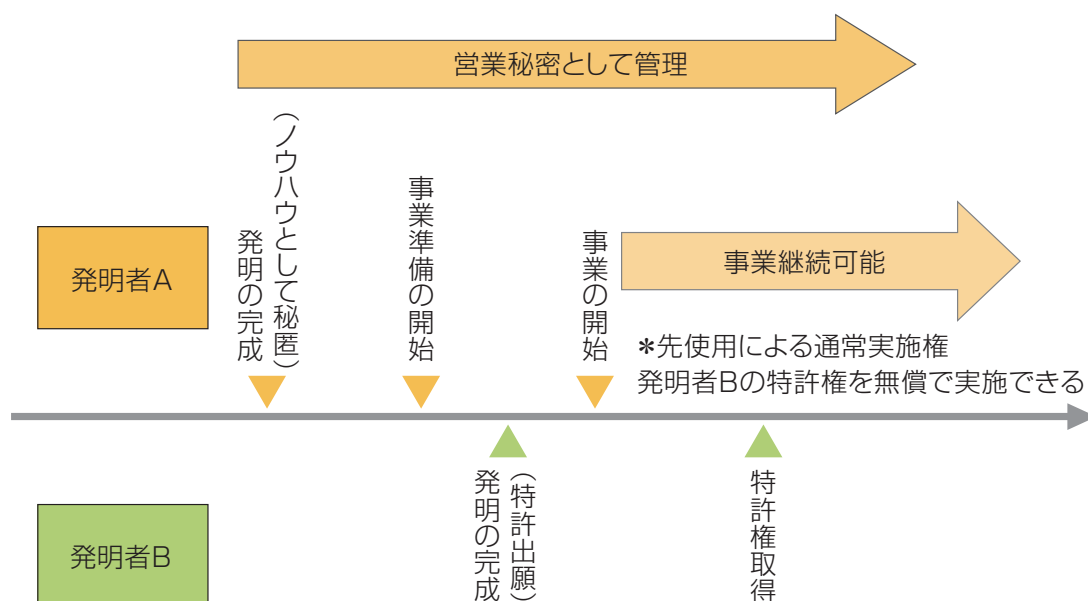 営業秘密として管理
発明者A
発明の完成
（ノウハウとして秘匿）
事業準備の開始
事業の開始
事業継続可能
*先使用による通常実施権
発明者Bの特許権を無償で実施できる
発明者B
発明の完成
（特許出願）
特許権取得